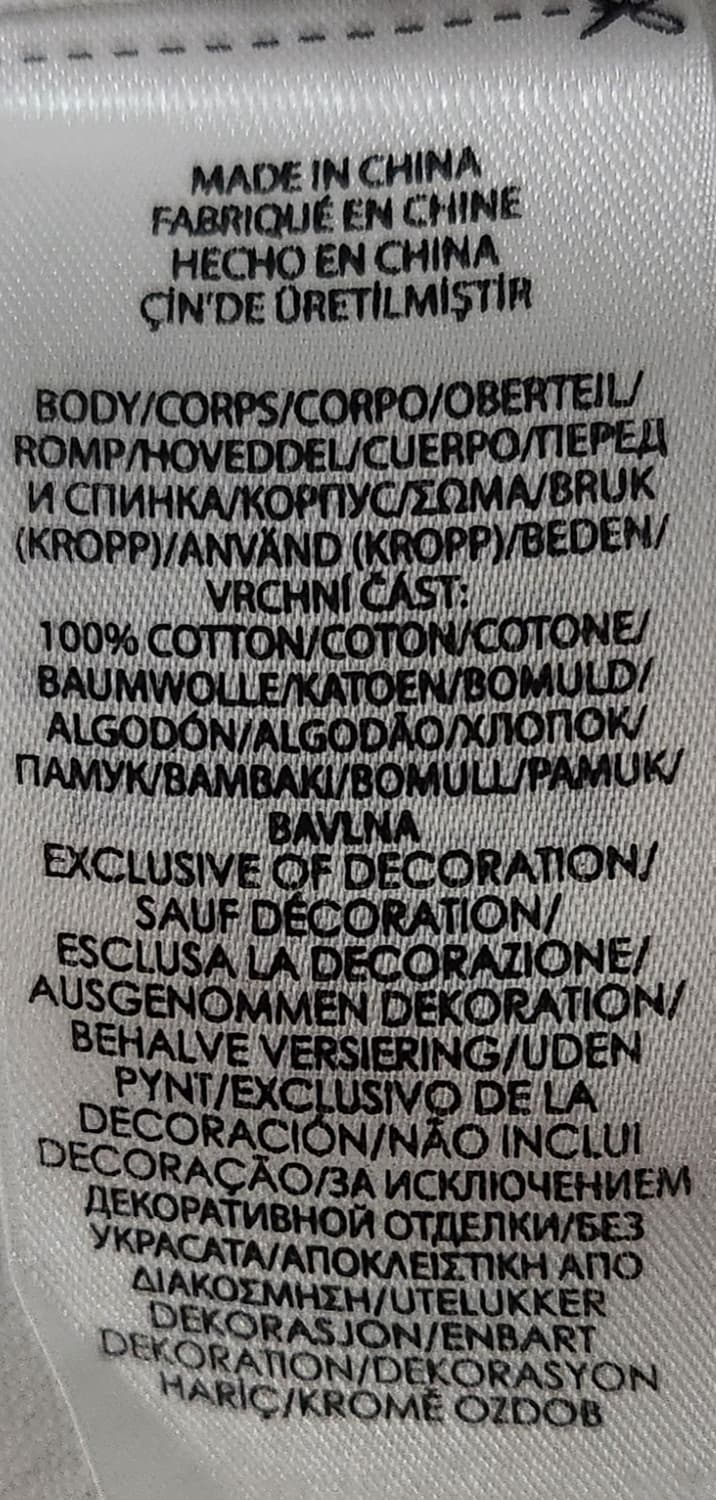 MADE IN CHINA
FABRIQUÉ EN CHINE
HECHO EN CHINA
ÇİN'DE ÜRETİLMİŞTİR
BODY/CORPS/CORPO/OBERTEIL/
ROMP/HOVEDDEL/CUERPO/ПЕРЕД
И СПИНКА/КОРПУС/ΣΩΜΑ/BRUK
(KROPP)/ANVÄND (KROPP)/BEDEN/
VRCHNÍ ČÁST:
100% COTTON/COTON/COTONE/
BAUMWOLLE/KATOEN/BOMULD/
ALGODÓN/ALGODÃO/ХЛОПОК/
ПАМУК/BAMBAKI/BOMULL/PAMUK/
BAVLNA
EXCLUSIVE OF DECORATION/
SAUF DÉCORATION/
ESCLUSA LA DECORAZIONE/
AUSGENOMMEN DEKORATION/
BEHALVE VERSIERING/UDEN
PYNT/EXCLUSIVO DE LA
DECORACIÓN/NÃO INCLUI
DECORAÇÃO/ЗА ИСКЛЮЧЕНИЕМ
ДЕКОРАТИВНОЙ ОТДЕЛКИ/БЕЗ
УКРАСАТА/ΑΠΟΚΛΕΙΣΤΙΚΗ ΑΠΟ
ΔΙΑΚΟΣΜΗΣΗ/UTELUKKER
DEKORASJON/ENBART
DEKORATION/DEKORASYON
HARİÇ/KROMĚ OZDOB